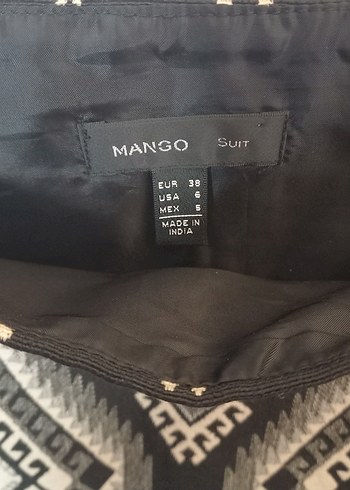 MANGO SUIT
EUR 38
USA 6
MEX 5
MADE IN
INDIA